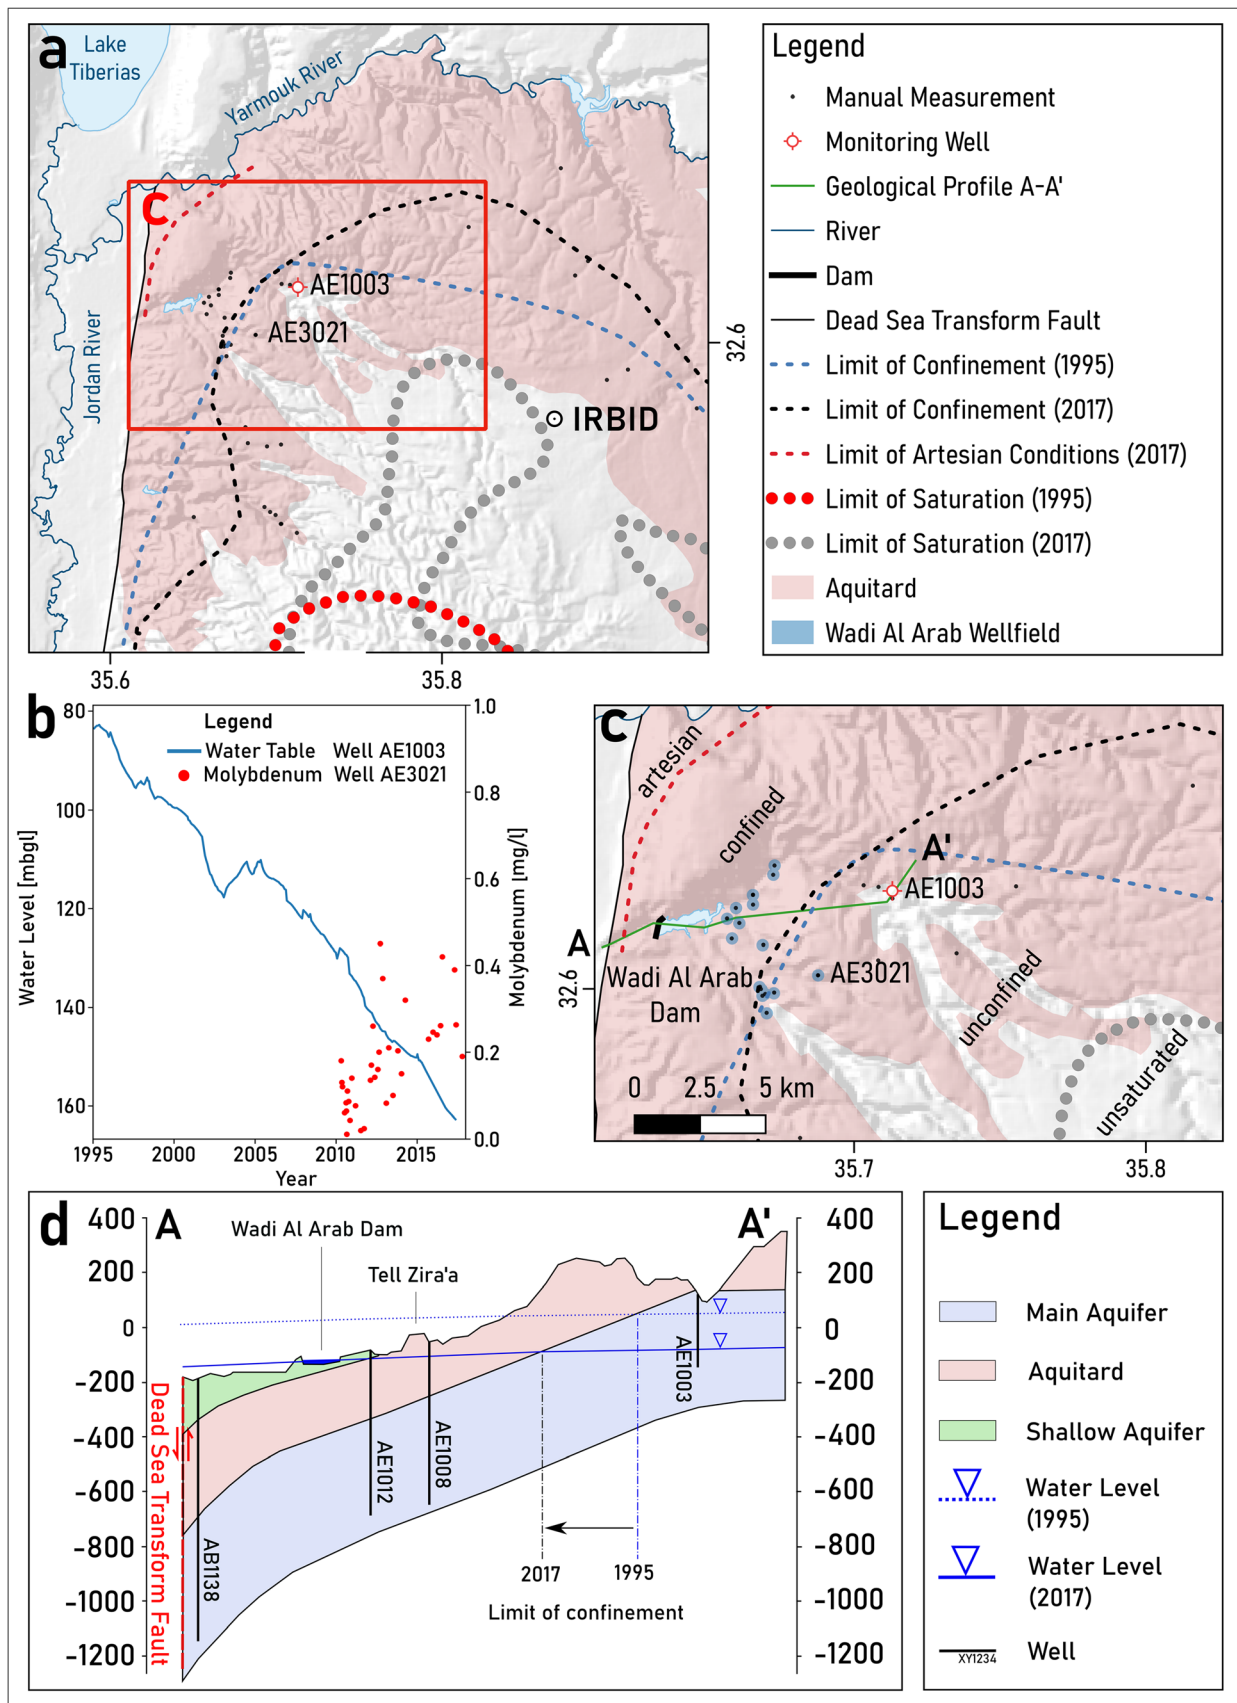 a
Lake
Tiberias
Yarmouk River
C
AE1003
AE3021
Jordan River
IRBID
32.6
35.6
35.8
Legend
Manual Measurement
Monitoring Well
Geological Profile A-A'
River
Dam
Dead Sea Transform Fault
Limit of Confinement (1995)
Limit of Confinement (2017)
Limit of Artesian Conditions (2017)
Limit of Saturation (1995)
Limit of Saturation (2017)
Aquitard
Wadi Al Arab Wellfield
b
Legend
Water Table Well AE1003
Molybdenum Well AE3021
80
100
120
140
160
Water Level [mbgl]
1.0
0.8
0.6
0.4
0.2
0.0
Molybdenum [mg/l]
1995
2000
2005
2010
2015
Year
c
artesian
confined
A'
AE1003
A
AE3021
Wadi Al Arab
Dam
unconfined
unsaturated
0 2.5 5 km
32.6
35.7
35.8
d
A
A'
400
200
0
-200
-400
-600
-800
-1000
-1200
400
200
0
-200
-400
-600
-800
-1000
-1200
Wadi Al Arab Dam
Tell Zira'a
Dead Sea Transform Fault
AB1138
AE1012
AE1008
AE1003
2017
1995
Limit of confinement
Legend
Main Aquifer
Aquitard
Shallow Aquifer
Water Level
(1995)
Water Level
(2017)
XY1234
Well